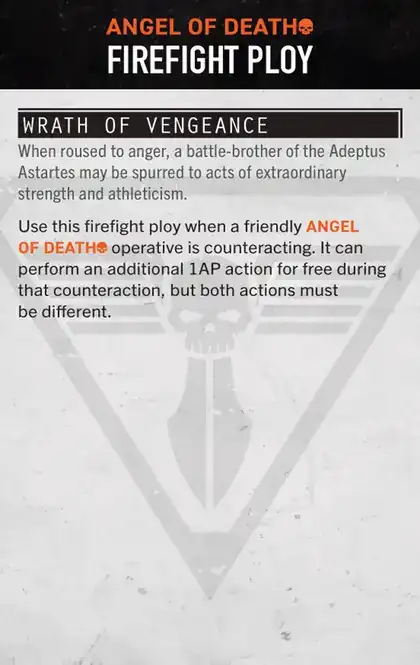 ANGEL OF DEATH
FIREFIGHT PLOY
WRATH OF VENGEANCE
When roused to anger, a battle-brother of the Adeptus
Astartes may be spurred to acts of extraordinary
strength and athleticism.
Use this firefight ploy when a friendly ANGEL
OF DEATH operative is counteracting. It can
perform an additional 1AP action for free during
that counteraction, but both actions must
be different.